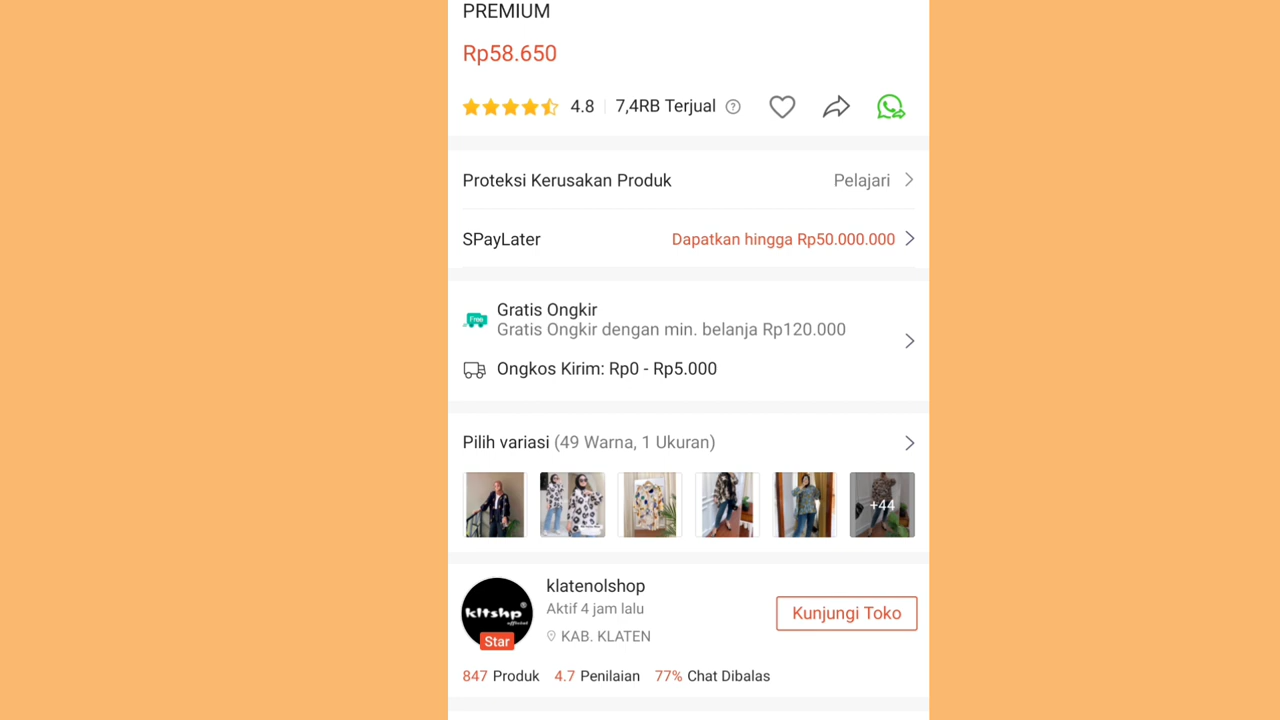 PREMIUM
Rp58.650
4.8 7,4RB Terjual ?
Proteksi Kerusakan Produk Pelajari
SPayLater Dapatkan hingga Rp50.000.000
Free
Gratis Ongkir
Gratis Ongkir dengan min. belanja Rp120.000
Ongkos Kirim: Rp0 - Rp5.000
Pilih variasi (49 Warna, 1 Ukuran)
+44
klatenolshop
Aktif 4 jam lalu
KAB. KLATEN
Kunjungi Toko
kltshp®
official
Star
847 Produk 4.7 Penilaian 77% Chat Dibalas